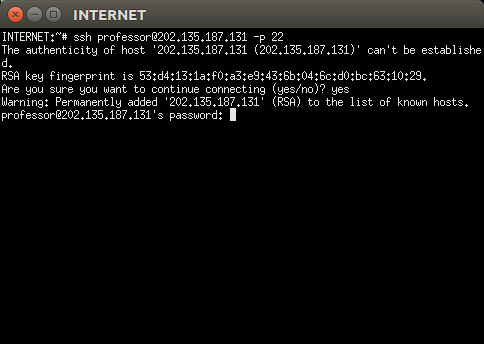 INTERNET
INTERNET:~# ssh professor@202.135.187.131 -p 22
The authenticity of host '202.135.187.131 (202.135.187.131)' can't be establishe
d.
RSA key fingerprint is 53:d4:13:1a:f0:a3:e9:43:6b:04:6c:d0:bc:63:10:29.
Are you sure you want to continue connecting (yes/no)? yes
Warning: Permanently added '202.135.187.131' (RSA) to the list of known hosts.
professor@202.135.187.131's password: